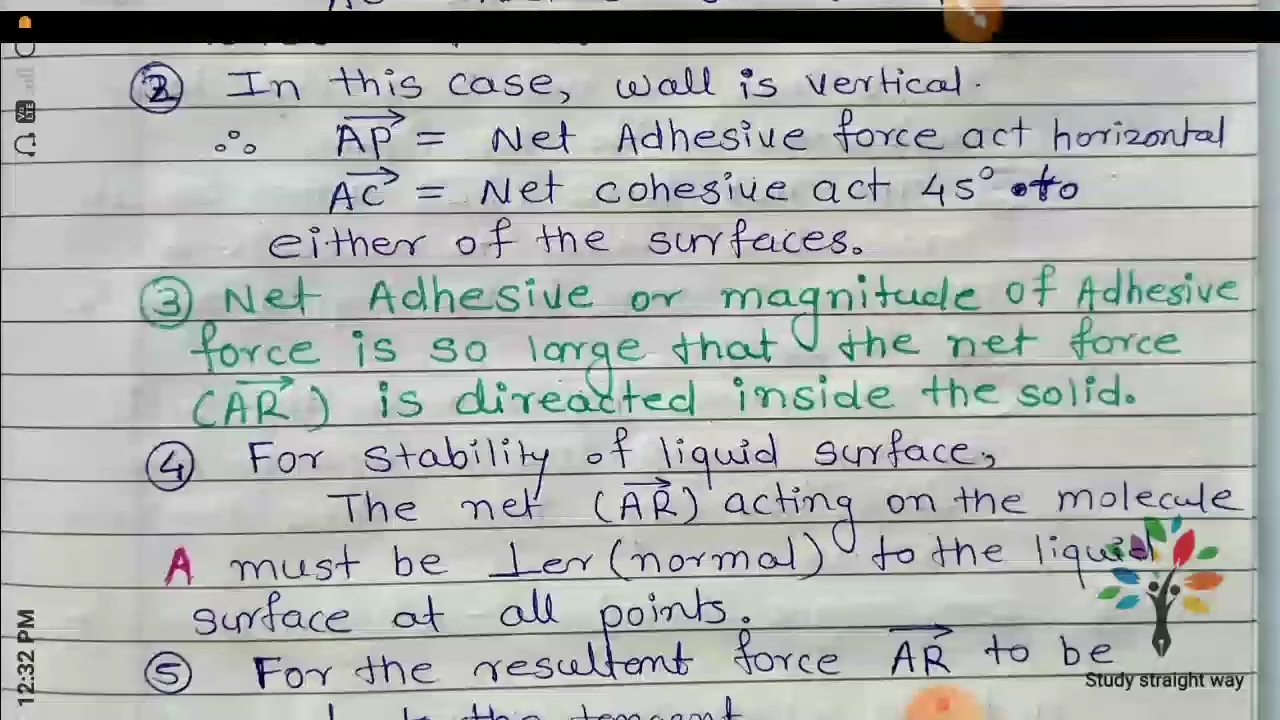 ② In this case, wall is vertical.
∴ AP→ = Net Adhesive force act horizontal
AC→ = Net cohesive act 45° to
either of the surfaces.
③ Net Adhesive or magnitude of Adhesive
force is so large that the net force
(AR→) is direacted inside the solid.
④ For stability of liquid surface,
The net (AR→) acting on the molecule
A must be ⊥er (normal) to the liquid
surface at all points.
⑤ For the resultent force AR→ to be
the tangent
Study straight way
12:32 PM